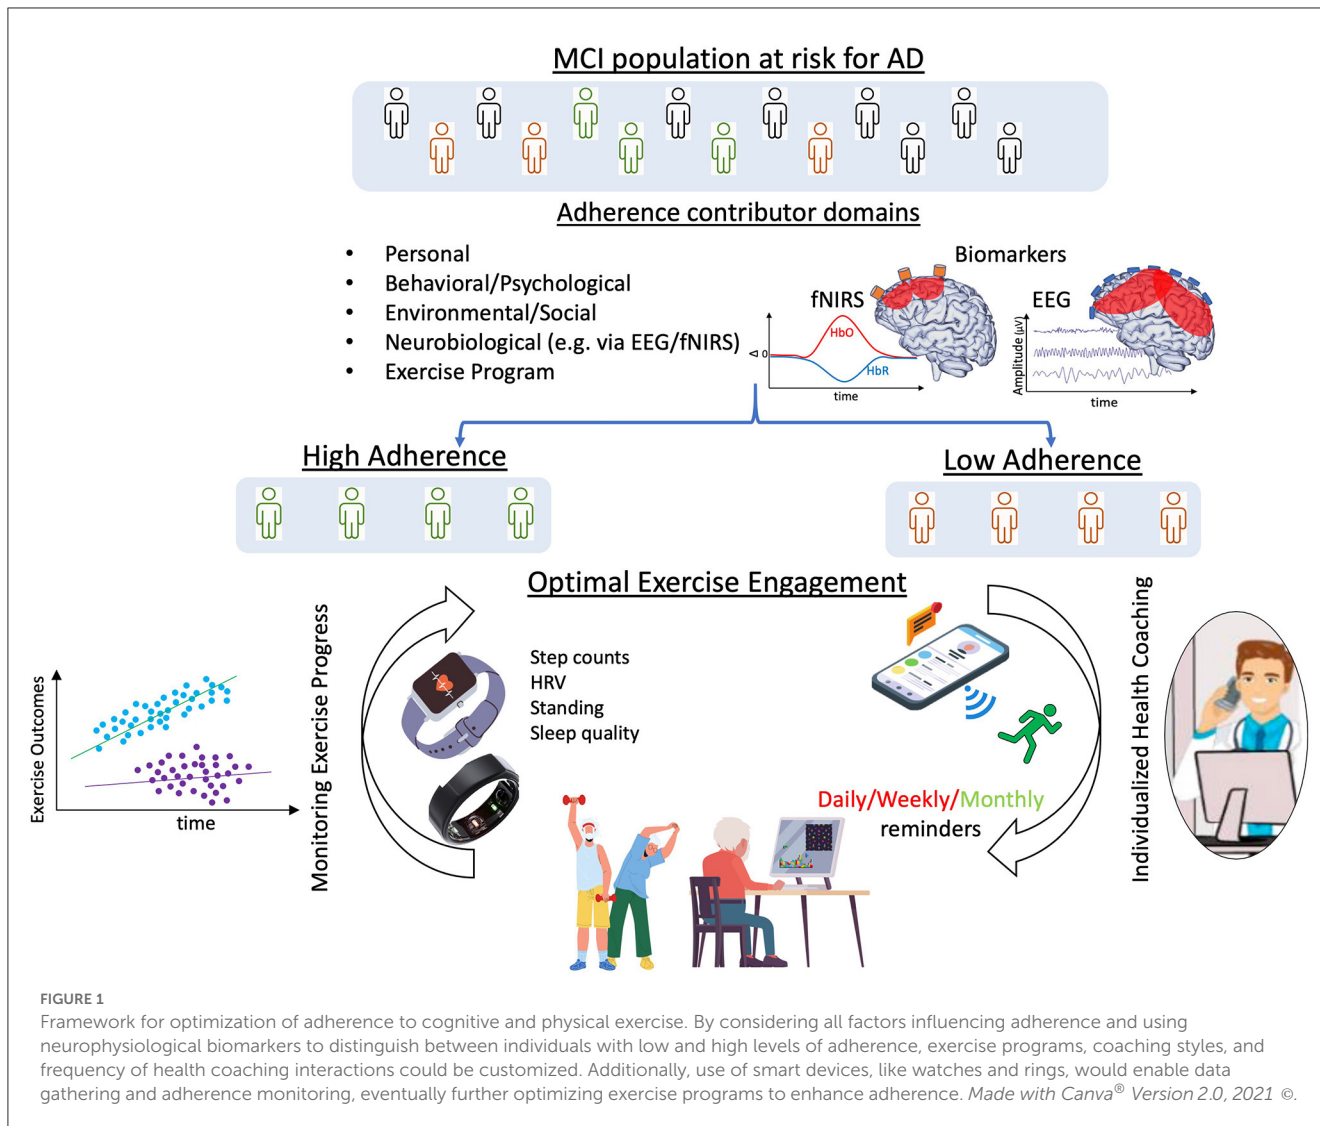 MCI population at risk for AD
Adherence contributor domains
• Personal
• Behavioral/Psychological
• Environmental/Social
• Neurobiological (e.g. via EEG/fNIRS)
• Exercise Program
Biomarkers
fNIRS
HbO
HbR
Δ 0
time
EEG
Amplitude (μV)
time
High Adherence
Low Adherence
Optimal Exercise Engagement
Exercise Outcomes
time
Monitoring Exercise Progress
Step counts
HRV
Standing
Sleep quality
Daily/Weekly/Monthly
reminders
Individualized Health Coaching
FIGURE 1
Framework for optimization of adherence to cognitive and physical exercise. By considering all factors influencing adherence and using
neurophysiological biomarkers to distinguish between individuals with low and high levels of adherence, exercise programs, coaching styles, and
frequency of health coaching interactions could be customized. Additionally, use of smart devices, like watches and rings, would enable data
gathering and adherence monitoring, eventually further optimizing exercise programs to enhance adherence. Made with Canva® Version 2.0, 2021 ©.